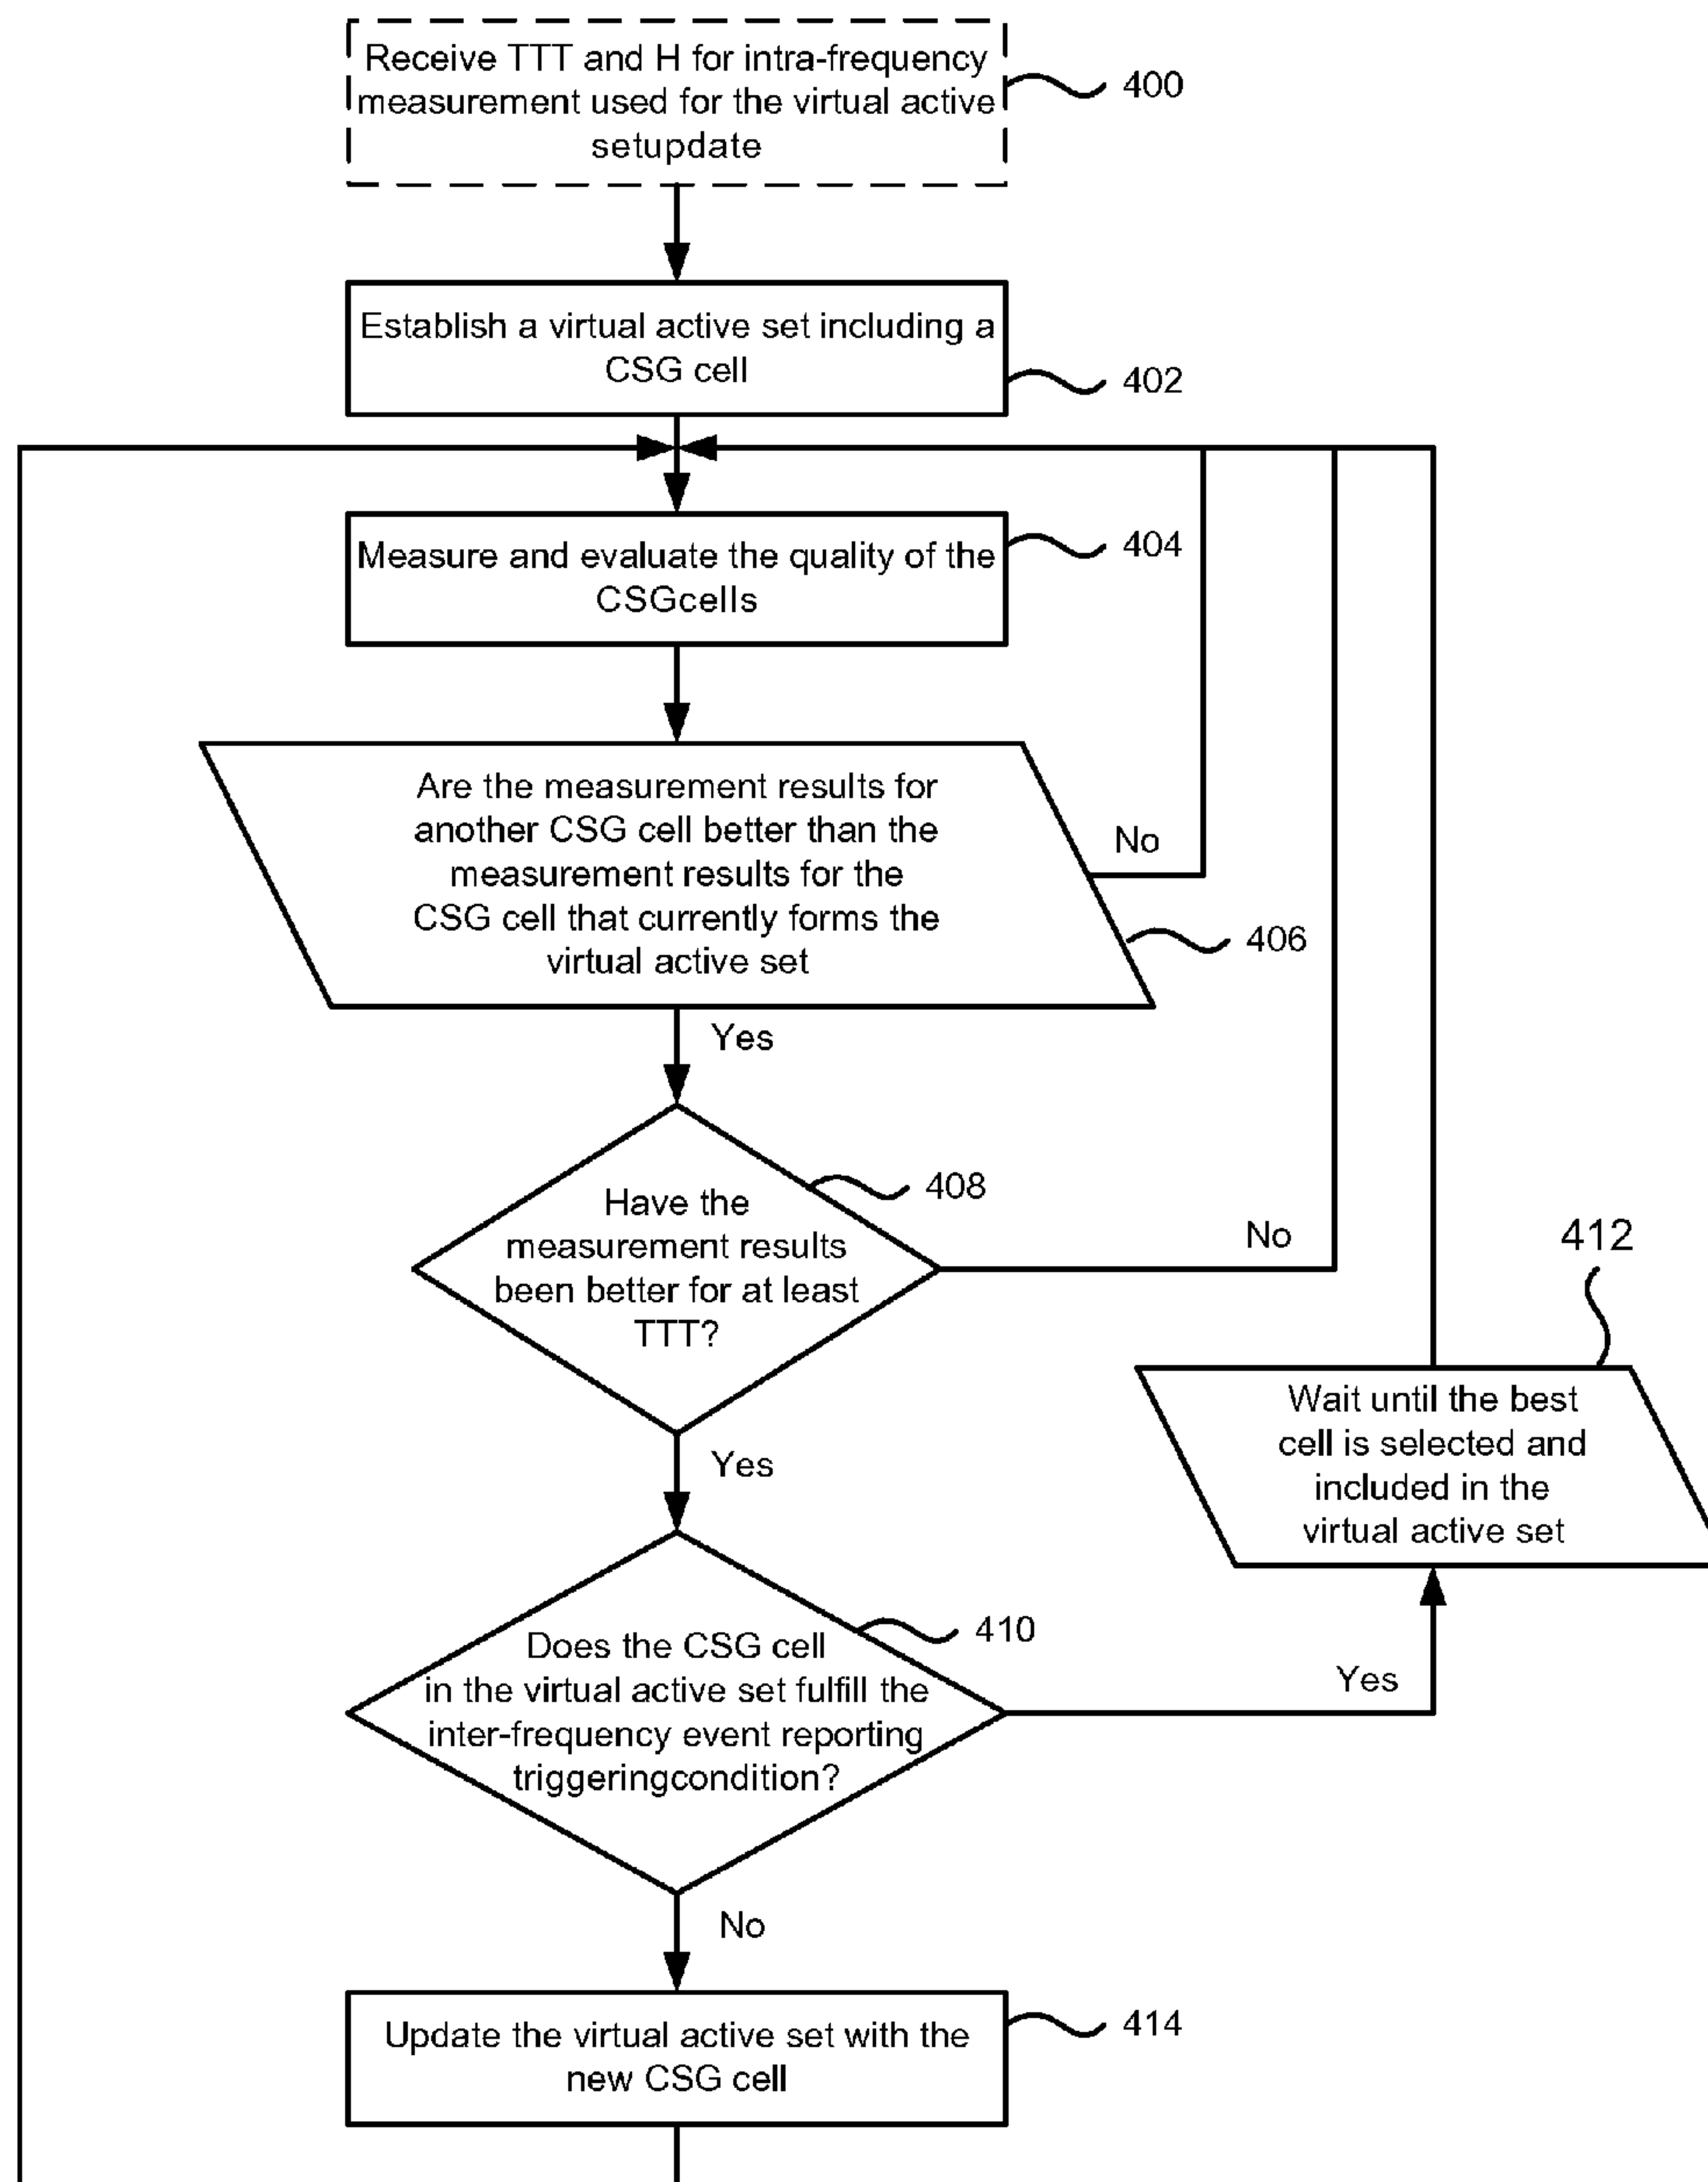 Receive TTT and H for intra-frequency
measurement used for the virtual active
setupdate
400
Establish a virtual active set including a
CSG cell
402
Measure and evaluate the quality of the
CSGcells
404
Are the measurement results for
another CSG cell better than the
measurement results for the
CSG cell that currently forms the
virtual active set
No
406
Yes
Have the
measurement results
been better for at least
TTT?
408
No
412
Wait until the best
cell is selected and
included in the
virtual active set
Yes
Does the CSG cell
in the virtual active set fulfill the
inter-frequency event reporting
triggeringcondition?
410
Yes
No
Update the virtual active set with the
new CSG cell
414